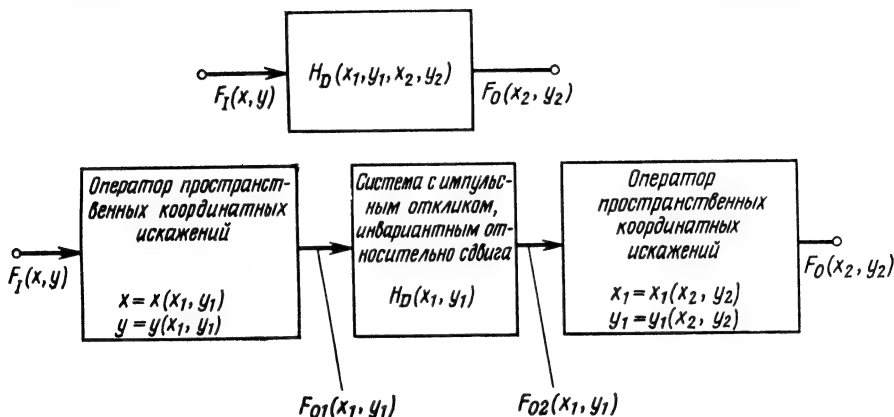 H_D(x_1, y_1, x_2, y_2)
F_I(x, y)
F_O(x_2, y_2)
Оператор пространст-
венных координатных
искажений
x = x(x_1, y_1)
y = y(x_1, y_1)
Система с импульс-
ным откликом,
инвариантным от-
носительно сдвига
H_D(x_1, y_1)
Оператор
пространственных
координатных
искажений
x_1 = x_1(x_2, y_2)
y_1 = y_1(x_2, y_2)
F_I(x, y)
F_O(x_2, y_2)
F_O1(x_1, y_1)
F_O2(x_1, y_1)